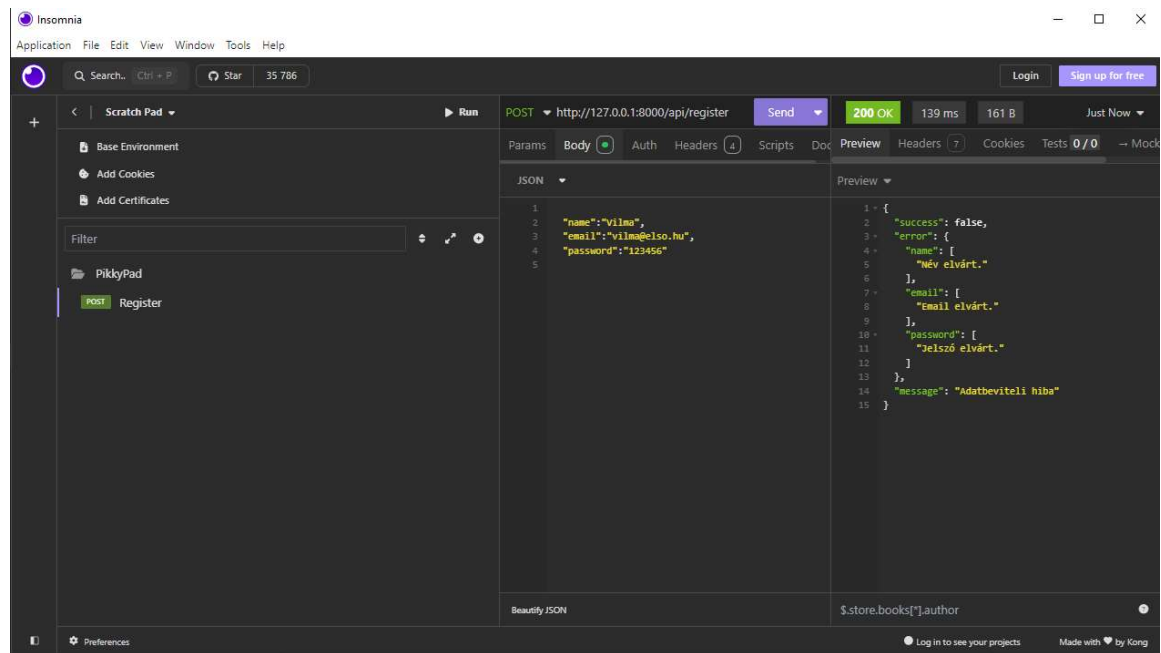 Insomnia
Application File Edit View Window Tools Help
Search.. Ctrl + P Star 35 786 Login Sign up for free
Scratch Pad Run
Base Environment
Add Cookies
Add Certificates
Filter
PikkyPad
POST Register
POST http://127.0.0.1:8000/api/register Send
Params Body Auth Headers 4 Scripts Doc
JSON
1
2 "name":"Vilma",
3 "email":"vilma@elso.hu",
4 "password":"123456"
5
Beautify JSON
200 OK 139 ms 161 B Just Now
Preview Headers 7 Cookies Tests 0 / 0 → Mock
Preview
1 {
2 "success": false,
3 "error": {
4 "name": [
5 "Név elvárt."
6 ],
7 "email": [
8 "Email elvárt."
9 ],
10 "password": [
11 "Jelszó elvárt."
12 ]
13 },
14 "message": "Adatbeviteli hiba"
15 }
$.store.books[*].author
Preferences
Log in to see your projects Made with ♥ by Kong